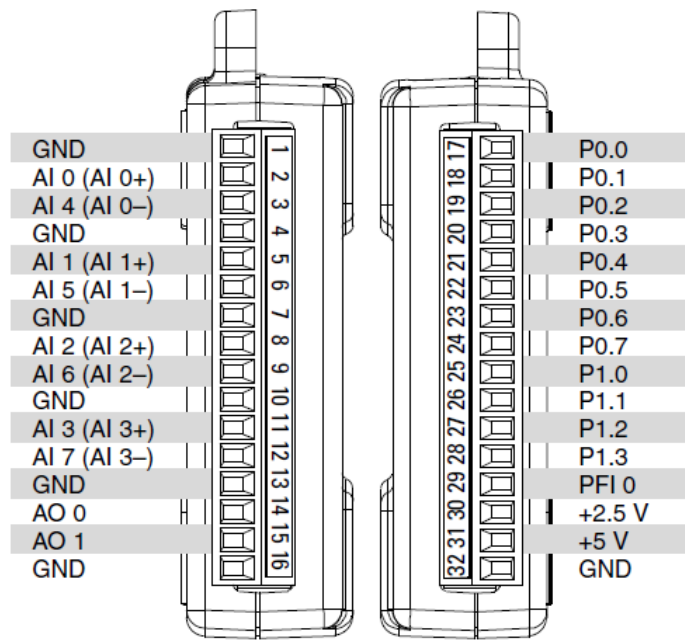 GND 1
AI 0 (AI 0+) 2
AI 4 (AI 0–) 3
GND 4
AI 1 (AI 1+) 5
AI 5 (AI 1–) 6
GND 7
AI 2 (AI 2+) 8
AI 6 (AI 2–) 9
GND 10
AI 3 (AI 3+) 11
AI 7 (AI 3–) 12
GND 13
AO 0 14
AO 1 15
GND 16
17 P0.0
18 P0.1
19 P0.2
20 P0.3
21 P0.4
22 P0.5
23 P0.6
24 P0.7
25 P1.0
26 P1.1
27 P1.2
28 P1.3
29 PFI 0
30 +2.5 V
31 +5 V
32 GND